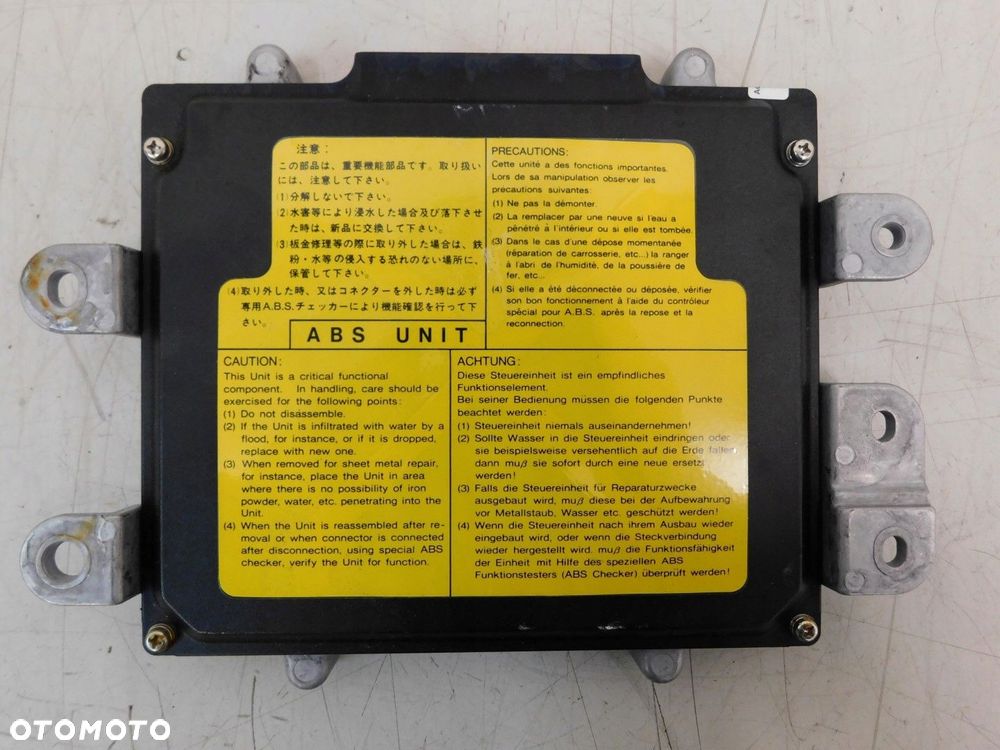 注意:
この部品は、重要機能部品です。取り扱い
には、注意して下さい。
(1)分解しないで下さい。
(2)水害等により浸水した場合及び落下させ
た時は、新品に交換して下さい。
(3)板金修理等の際に取り外した場合は、鉄
粉・水等の侵入する恐れのない場所に、
保管して下さい。
(4)取り外した時、又はコネクターを外した時は必ず
専用A.B.S.チェッカーにより機能確認を行って下
さい。
ABS UNIT
PRECAUTIONS:
Cette unité a des fonctions importantes.
Lors de sa manipulation observer les
precautions suivantes:
(1) Ne pas la démonter.
(2) La remplacer par une neuve si l'eau a
pénétré à l'intérieur ou si elle est tombée.
(3) Dans le cas d'une dépose momentanée
(réparation de carrosserie, etc...) la ranger
à l'abri de l'humidité, de la poussière de
fer, etc...
(4) Si elle a été déconnectée ou déposée, vérifier
son bon fonctionnement à l'aide du contrôleur
spécial pour A.B.S. après la repose et la
reconnection.
CAUTION:
This Unit is a critical functional
component. In handling, care should be
exercised for the following points:
(1) Do not disassemble.
(2) If the Unit is infiltrated with water by a
flood, for instance, or if it is dropped,
replace with new one.
(3) When removed for sheet metal repair,
for instance, place the Unit in area
where there is no possibility of iron
powder, water, etc. penetrating into the
Unit.
(4) When the Unit is reassembled after re-
moval or when connector is connected
after disconnection, using special ABS
checker, verify the Unit for function.
ACHTUNG:
Diese Steuereinheit ist ein empfindliches
Funktionselement.
Bei seiner Bedienung müssen die folgenden Punkte
beachtet werden:
(1) Steuereinheit niemals auseinandernehmen!
(2) Sollte Wasser in die Steuereinheit eindringen oder
sie beispielsweise versehentlich auf die Erde fallen
dann muβ sie sofort durch eine neue ersetzt
werden!
(3) Falls die Steuereinheit für Reparaturzwecke
ausgebaut wird, muβ diese bei der Aufbewahrung
vor Metallstaub, Wasser etc. geschützt werden!
(4) Wenn die Steuereinheit nach ihrem Ausbau wieder
eingebaut wird, oder wenn die Steckverbindung
wieder hergestellt wird. muβ die Funktionsfähigkeit
der Einheit mit Hilfe des speziellen ABS
Funktionstesters (ABS Checker) überprüft werden!
OTOMOTO